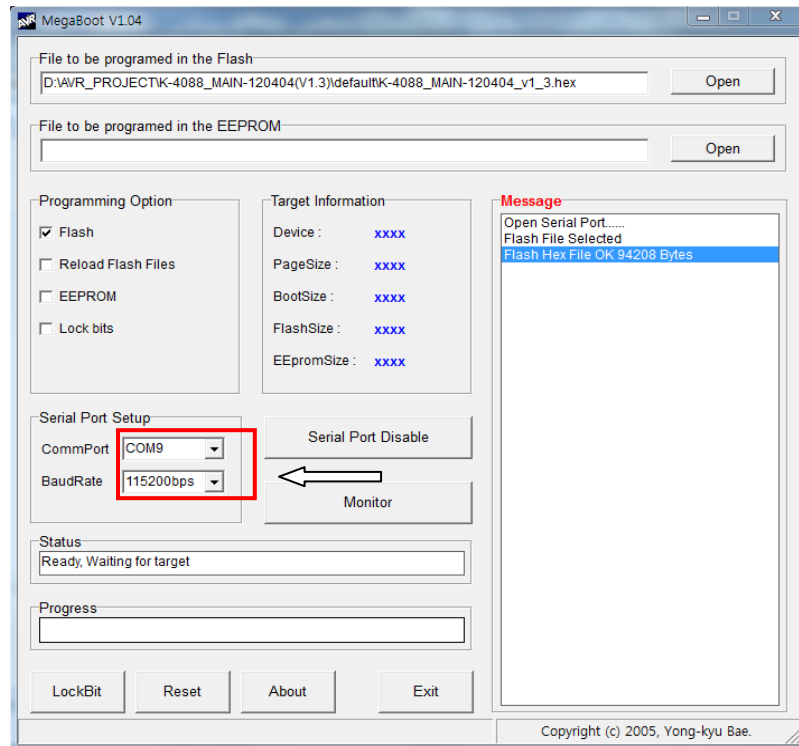 AVR MegaBoot V1.04
File to be programed in the Flash
D:\AVR_PROJECT\K-4088_MAIN-120404(V1.3)\default\K-4088_MAIN-120404_v1_3.hex
Open
File to be programed in the EEPROM
Open
Programming Option
Flash
Reload Flash Files
EEPROM
Lock bits
Target Information
Device : xxxx
PageSize : xxxx
BootSize : xxxx
FlashSize : xxxx
EEpromSize : xxxx
Message
Open Serial Port......
Flash File Selected
Flash Hex File OK 94208 Bytes
Serial Port Setup
CommPort COM9
BaudRate 115200bps
Serial Port Disable
Monitor
Status
Ready, Waiting for target
Progress
LockBit
Reset
About
Exit
Copyright (c) 2005, Yong-kyu Bae.